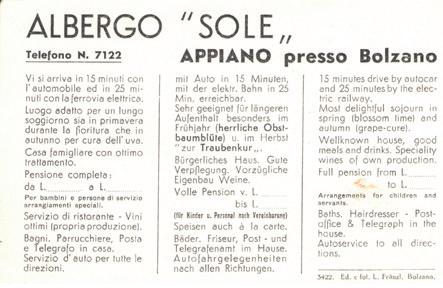 ALBERGO "SOLE„
Telefono N. 7122
APPIANO presso Bolzano
Vi si arriva in 15 minuti con
l'automobile ed in 25 mi-
nuti con la ferrovia elettrica.
Luogo adatto per un lungo
soggiorno sia in primavera
durante la fioritura che in
autunno per cura dell'uva.
Casa famigliare con ottimo
trattamento.
Pensione completa:
da L. a L.
Per bambini e persone di servizio
arrangiamenti speciali.
Servizio di ristorante - Vini
ottimi (propria produzione).
Bagni. Parrucchiere, Posta
e Telegrafo in casa.
Servizio d'auto per tutte le
direzioni.
mit Auto in 15 Minuten,
mit der elektr. Bahn in 25
Min. erreichbar.
Sehr geeignet für längeren
Aufenthalt besonders im
Frühjahr (herrliche Obst-
baumblüte) u. im Herbst
"zur Traubenkur„.
Bürgerliches Haus. Gute
Verpflegung. Vorzügliche
Eigenbau Weine.
Volle Pension v. L.
bis L.
(für Kinder u. Personal nach Vereinbarung)
Speisen auch à la carte.
Bäder. Friseur, Post - und
Telegrafenamt im Hause.
Autofahrgelegenheiten
nach allen Richtungen.
15 minutes drive by autocar
and 25 minutes by the elec-
tric railway.
Most delightful sojourn in
spring (blossom time) and
autumn (grape-cure).
Wellknown house, good
meals and drinks. Speciality
wines of own production.
Full pension from L.
to L.
Arrangements for children and
servants.
Baths. Hairdresser - Post-
office & Telegraph in the
house.
Autoservice to all direc-
tions.
3422. Ed. e fot. L. Fränzl, Bolzano.